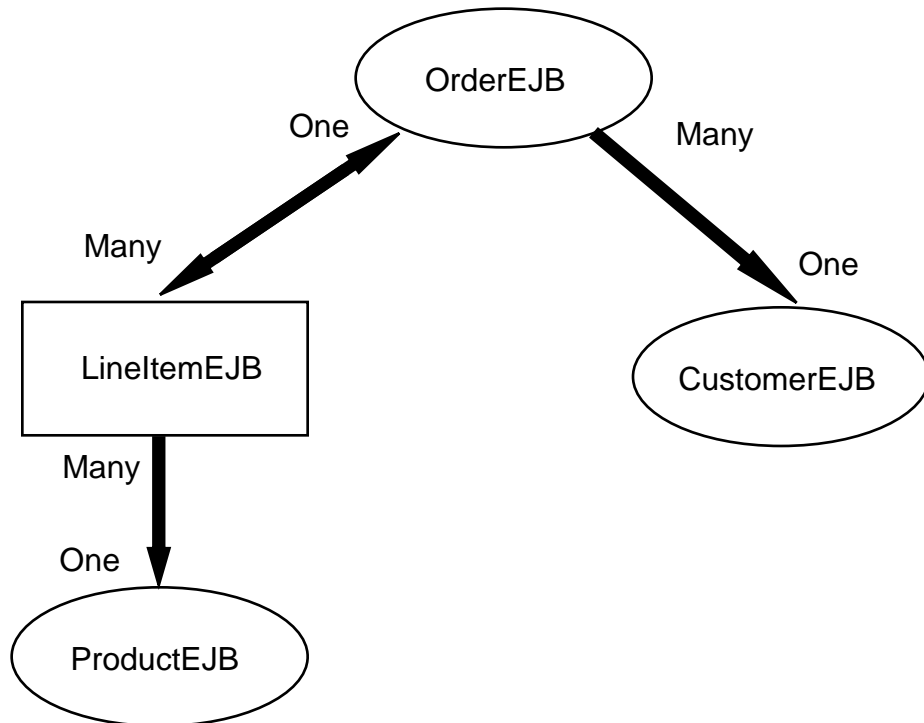 OrderEJB
One
Many
Many
One
LineItemEJB
CustomerEJB
Many
One
ProductEJB